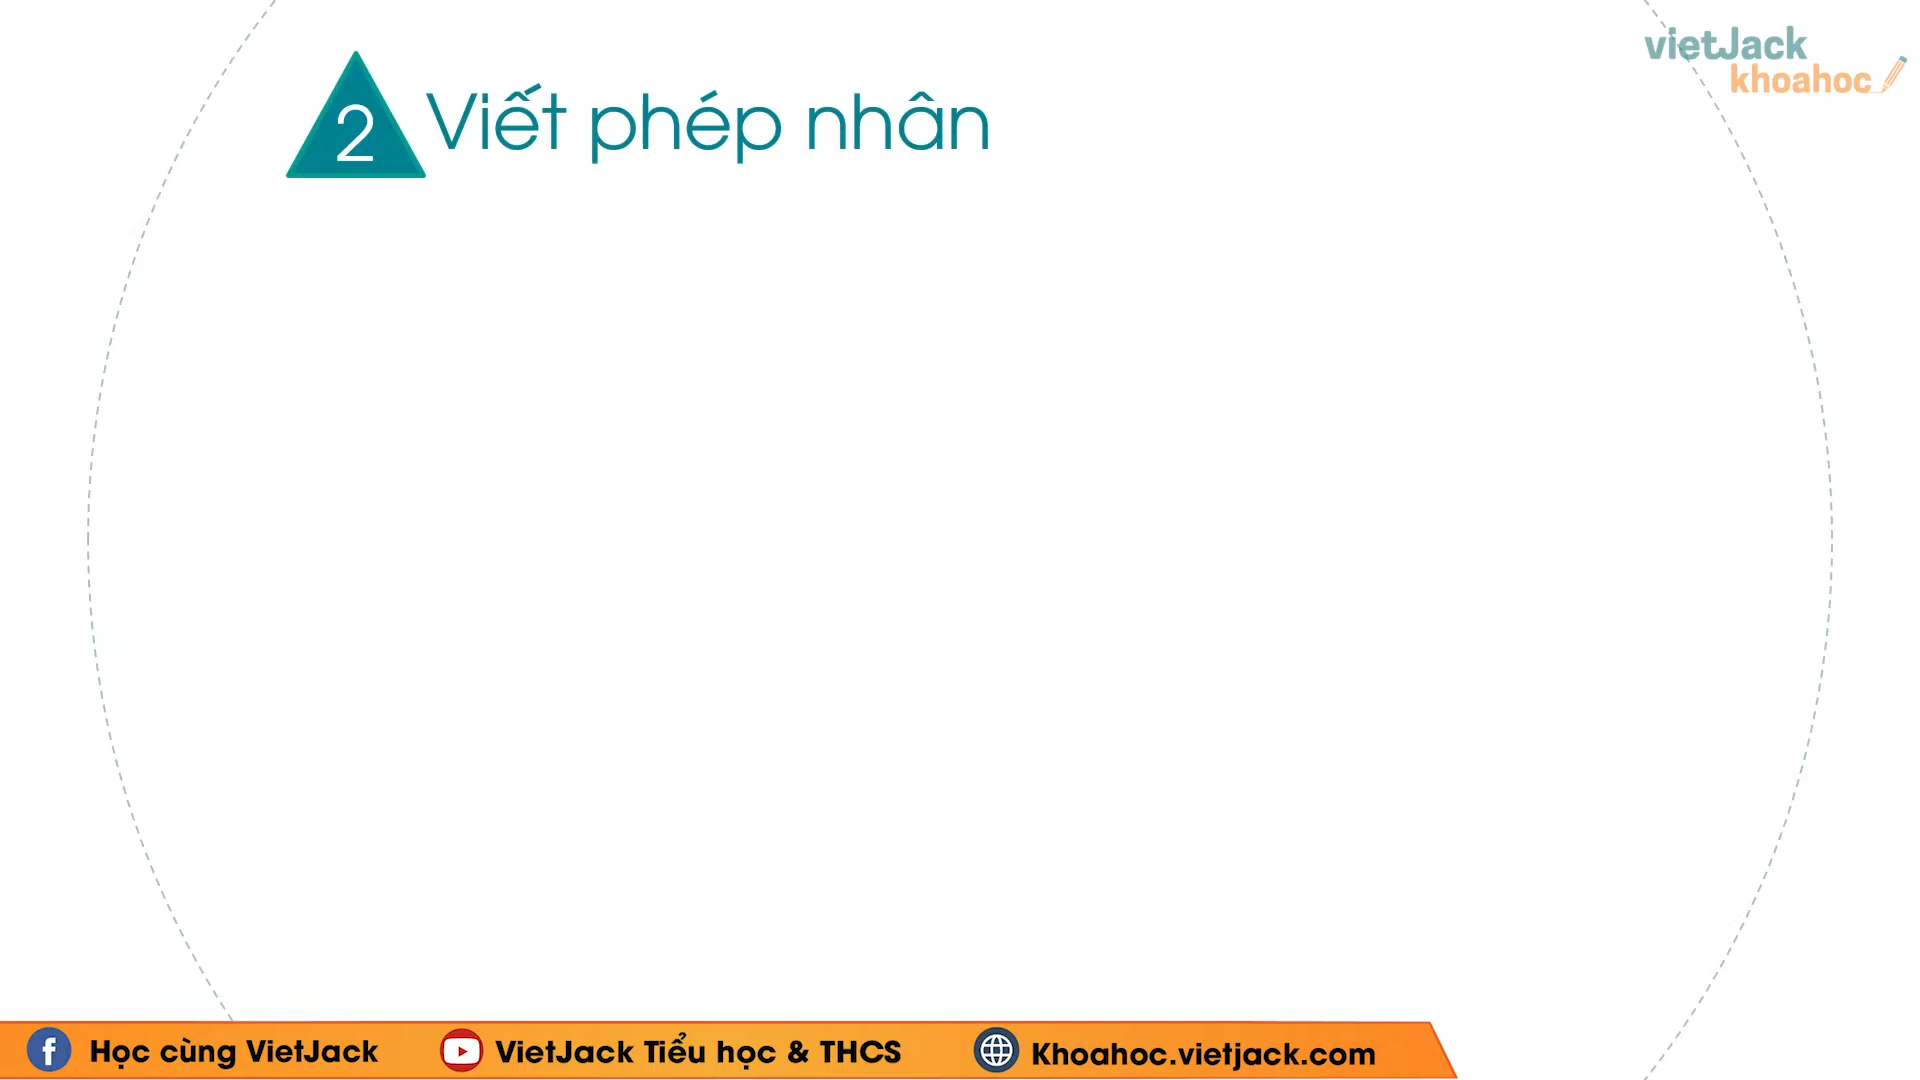 vietJack
khoahoc
2 Viết phép nhân
Học cùng VietJack
VietJack Tiểu học & THCS
Khoahoc.vietjack.com